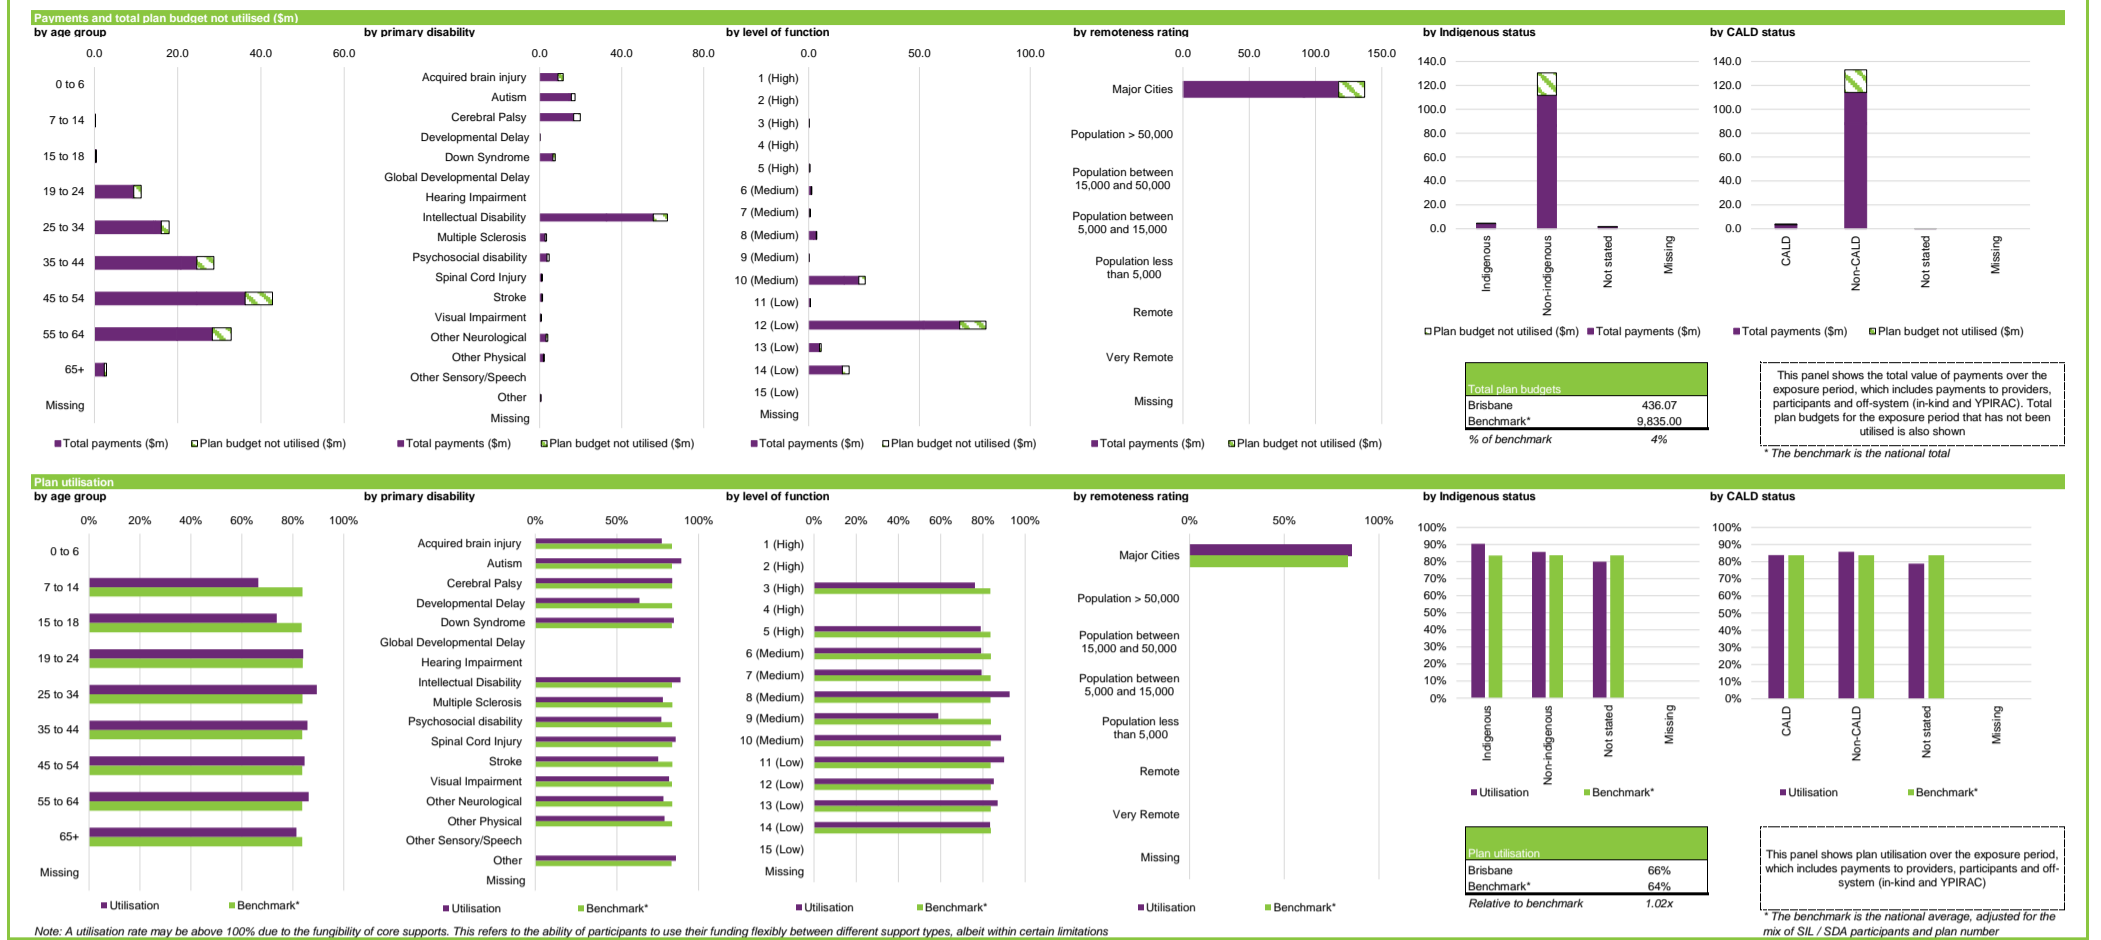 Payments and total plan budget not utilised ($m)
by age group
0.0 20.0 40.0 60.0
0 to 6
7 to 14
15 to 18
19 to 24
25 to 34
35 to 44
45 to 54
55 to 64
65+
Missing
Total payments ($m) Plan budget not utilised ($m)
by primary disability
0.0 40.0 80.0
Acquired brain injury
Autism
Cerebral Palsy
Developmental Delay
Down Syndrome
Global Developmental Delay
Hearing Impairment
Intellectual Disability
Multiple Sclerosis
Psychosocial disability
Spinal Cord Injury
Stroke
Visual Impairment
Other Neurological
Other Physical
Other Sensory/Speech
Other
Missing
Total payments ($m) Plan budget not utilised ($m)
by level of function
0.0 50.0 100.0
1 (High)
2 (High)
3 (High)
4 (High)
5 (High)
6 (Medium)
7 (Medium)
8 (Medium)
9 (Medium)
10 (Medium)
11 (Low)
12 (Low)
13 (Low)
14 (Low)
15 (Low)
Missing
Total payments ($m) Plan budget not utilised ($m)
by remoteness rating
0.0 50.0 100.0 150.0
Major Cities
Population > 50,000
Population between
15,000 and 50,000
Population between
5,000 and 15,000
Population less
than 5,000
Remote
Very Remote
Missing
Total payments ($m) Plan budget not utilised ($m)
by Indigenous status
140.0
120.0
100.0
80.0
60.0
40.0
20.0
0.0
Indigenous
Non-indigenous
Not stated
Missing
Plan budget not utilised ($m) Total payments ($m)
by CALD status
140.0
120.0
100.0
80.0
60.0
40.0
20.0
0.0
CALD
Non-CALD
Not stated
Missing
Total payments ($m) Plan budget not utilised ($m)
Total plan budgets
Brisbane 436.07
Benchmark* 9,835.00
% of benchmark 4%
This panel shows the total value of payments over the
exposure period, which includes payments to providers,
participants and off-system (in-kind and YPIRAC). Total
plan budgets for the exposure period that has not been
utilised is also shown
* The benchmark is the national total
Plan utilisation
by age group
0% 20% 40% 60% 80% 100%
0 to 6
7 to 14
15 to 18
19 to 24
25 to 34
35 to 44
45 to 54
55 to 64
65+
Missing
Utilisation Benchmark*
by primary disability
0% 50% 100%
Acquired brain injury
Autism
Cerebral Palsy
Developmental Delay
Down Syndrome
Global Developmental Delay
Hearing Impairment
Intellectual Disability
Multiple Sclerosis
Psychosocial disability
Spinal Cord Injury
Stroke
Visual Impairment
Other Neurological
Other Physical
Other Sensory/Speech
Other
Missing
Utilisation Benchmark*
by level of function
0% 20% 40% 60% 80% 100%
1 (High)
2 (High)
3 (High)
4 (High)
5 (High)
6 (Medium)
7 (Medium)
8 (Medium)
9 (Medium)
10 (Medium)
11 (Low)
12 (Low)
13 (Low)
14 (Low)
15 (Low)
Missing
Utilisation Benchmark*
by remoteness rating
0% 50% 100%
Major Cities
Population > 50,000
Population between
15,000 and 50,000
Population between
5,000 and 15,000
Population less
than 5,000
Remote
Very Remote
Missing
Utilisation Benchmark*
by Indigenous status
100%
90%
80%
70%
60%
50%
40%
30%
20%
10%
0%
Indigenous
Non-indigenous
Not stated
Missing
Utilisation Benchmark*
by CALD status
100%
90%
80%
70%
60%
50%
40%
30%
20%
10%
0%
CALD
Non-CALD
Not stated
Missing
Utilisation Benchmark*
Plan utilisation
Brisbane 66%
Benchmark* 64%
Relative to benchmark 1.02x
This panel shows plan utilisation over the exposure period,
which includes payments to providers, participants and off-
system (in-kind and YPIRAC)
* The benchmark is the national average, adjusted for the
mix of SIL / SDA participants and plan number
Note: A utilisation rate may be above 100% due to the fungibility of core supports. This refers to the ability of participants to use their funding flexibly between different support types, albeit within certain limitations